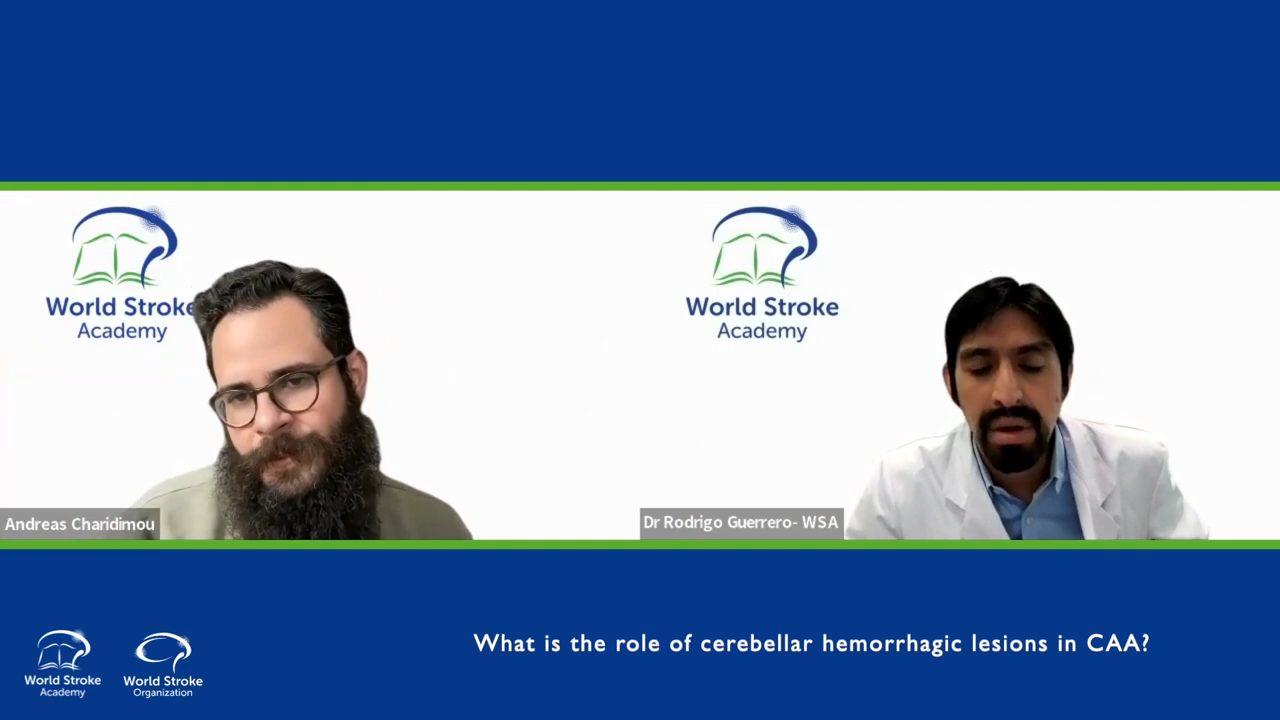 World Stroke
Academy
World Stroke
Academy
Andreas Charidimou
Dr Rodrigo Guerrero- WSA
What is the role of cerebellar hemorrhagic lesions in CAA?
World Stroke
Academy
World Stroke
Organization